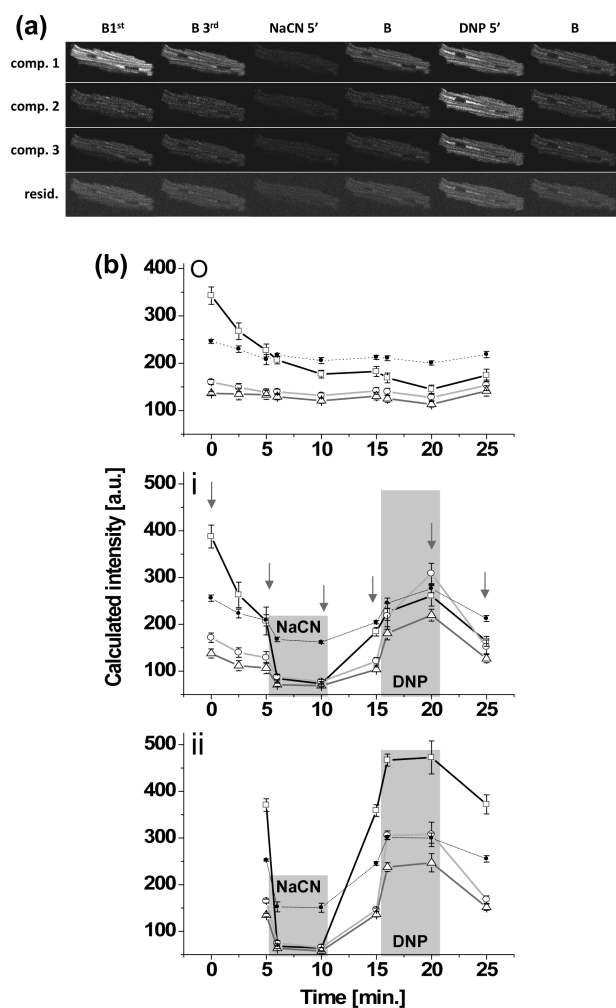 (a)
B1st B 3rd NaCN 5' B DNP 5' B
comp. 1
comp. 2
comp. 3
resid.
(b)
O
400
300
200
100
0 5 10 15 20 25
Calculated intensity [a.u.]
i
500
400
300
200
100
NaCN
DNP
0 5 10 15 20 25
ii
500
400
300
200
100
NaCN
DNP
0 5 10 15 20 25
Time [min.]